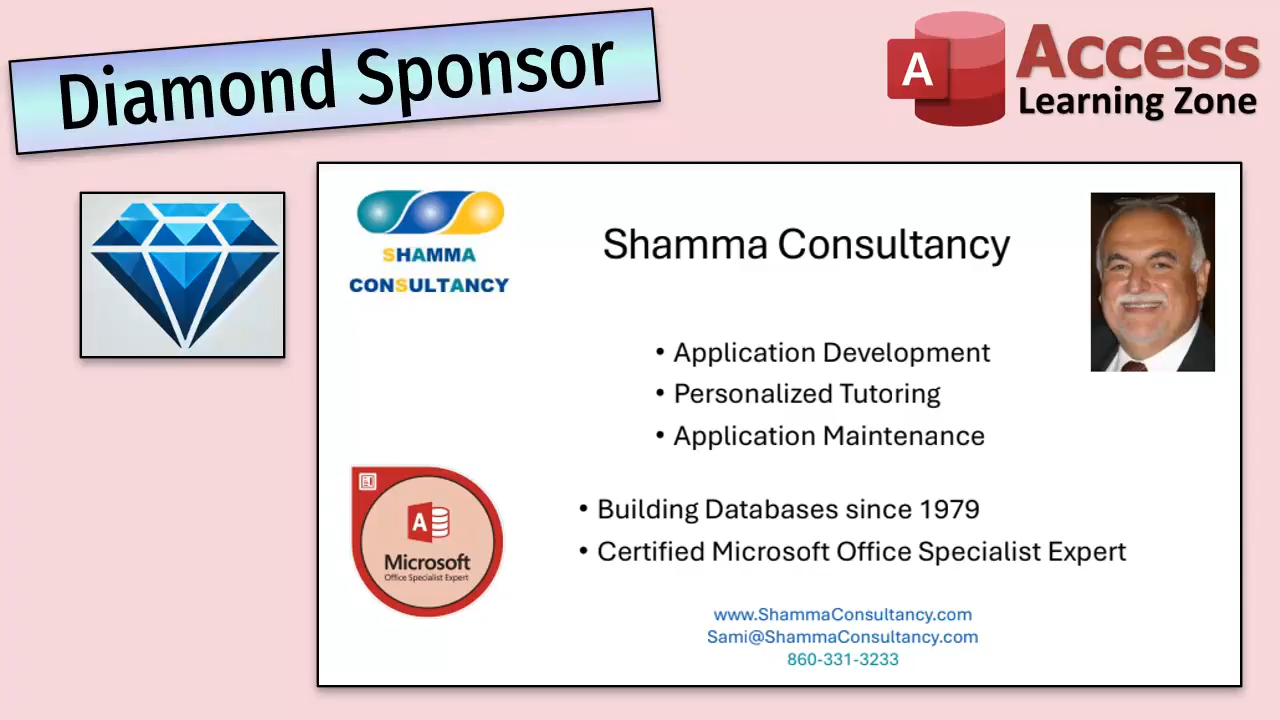 Diamond Sponsor
A Access
Learning Zone
SHAMMA
CONSULTANCY
Shamma Consultancy
• Application Development
• Personalized Tutoring
• Application Maintenance
A
Microsoft
Office Specialist Expert
• Building Databases since 1979
• Certified Microsoft Office Specialist Expert
www.ShammaConsultancy.com
Sami@ShammaConsultancy.com
860-331-3233